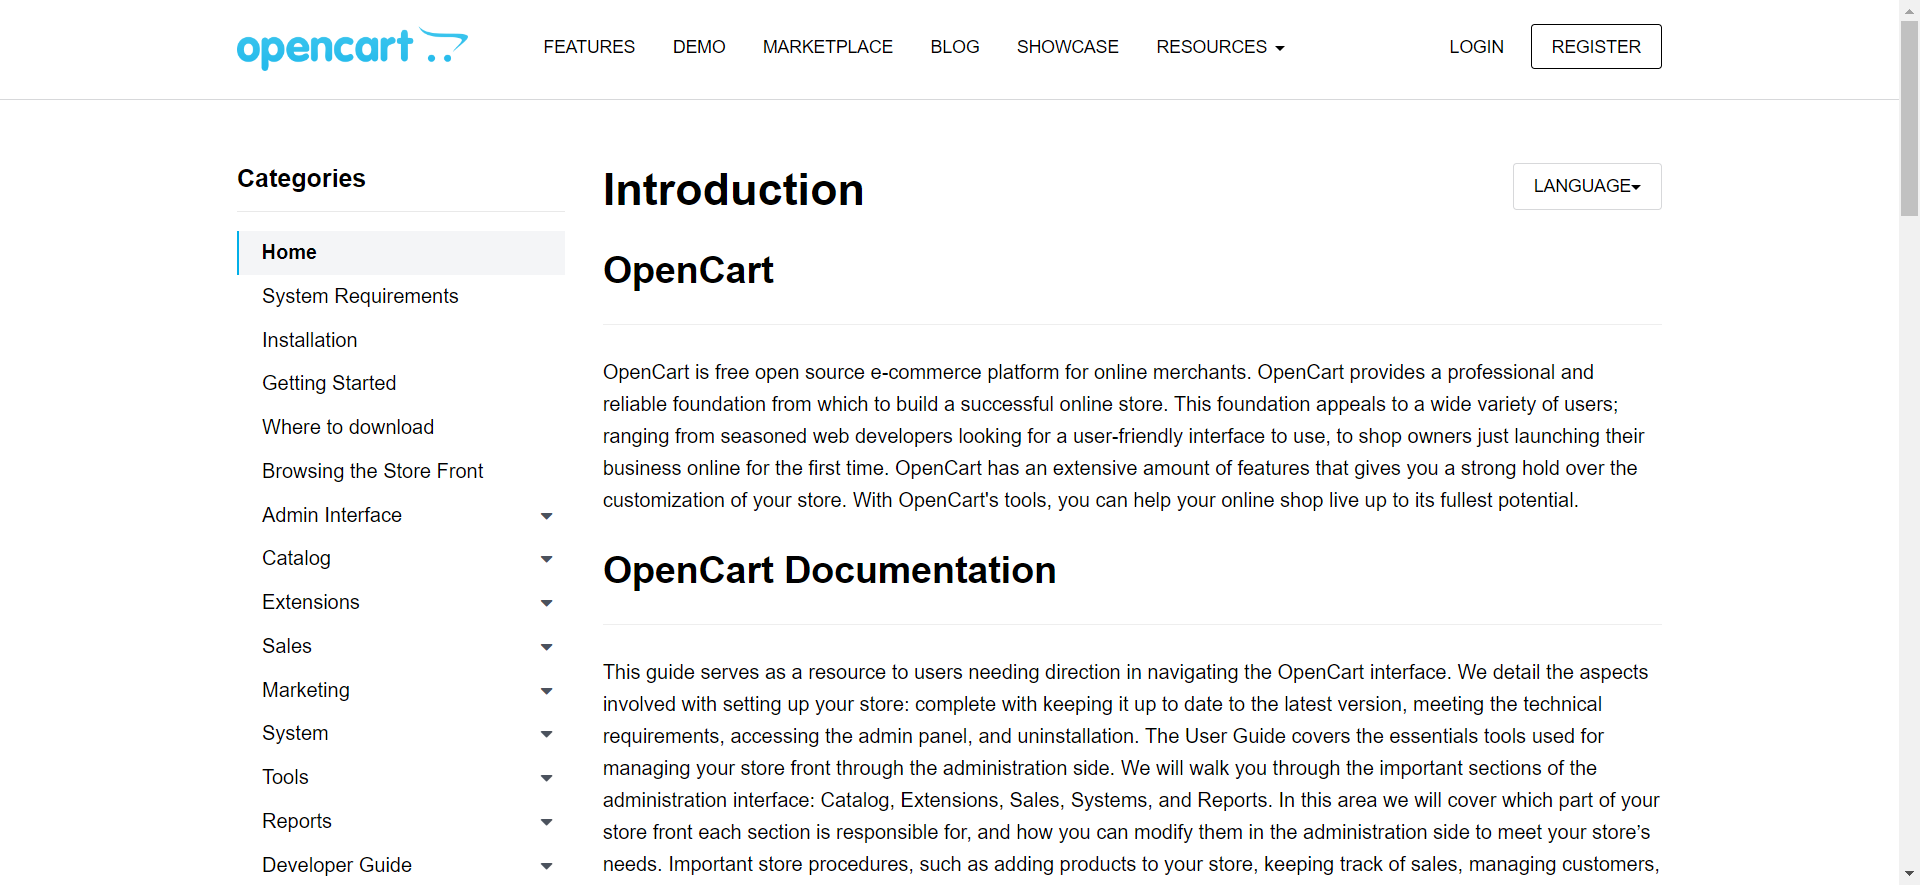 opencart
FEATURES
DEMO
MARKETPLACE
BLOG
SHOWCASE
RESOURCES
LOGIN
REGISTER
Categories
Home
System Requirements
Installation
Getting Started
Where to download
Browsing the Store Front
Admin Interface
Catalog
Extensions
Sales
Marketing
System
Tools
Reports
Developer Guide
Introduction
LANGUAGE
OpenCart
OpenCart is free open source e-commerce platform for online merchants. OpenCart provides a professional and
reliable foundation from which to build a successful online store. This foundation appeals to a wide variety of users;
ranging from seasoned web developers looking for a user-friendly interface to use, to shop owners just launching their
business online for the first time. OpenCart has an extensive amount of features that gives you a strong hold over the
customization of your store. With OpenCart's tools, you can help your online shop live up to its fullest potential.
OpenCart Documentation
This guide serves as a resource to users needing direction in navigating the OpenCart interface. We detail the aspects
involved with setting up your store: complete with keeping it up to date to the latest version, meeting the technical
requirements, accessing the admin panel, and uninstallation. The User Guide covers the essentials tools used for
managing your store front through the administration side. We will walk you through the important sections of the
administration interface: Catalog, Extensions, Sales, Systems, and Reports. In this area we will cover which part of your
store front each section is responsible for, and how you can modify them in the administration side to meet your store’s
needs. Important store procedures, such as adding products to your store, keeping track of sales, managing customers,